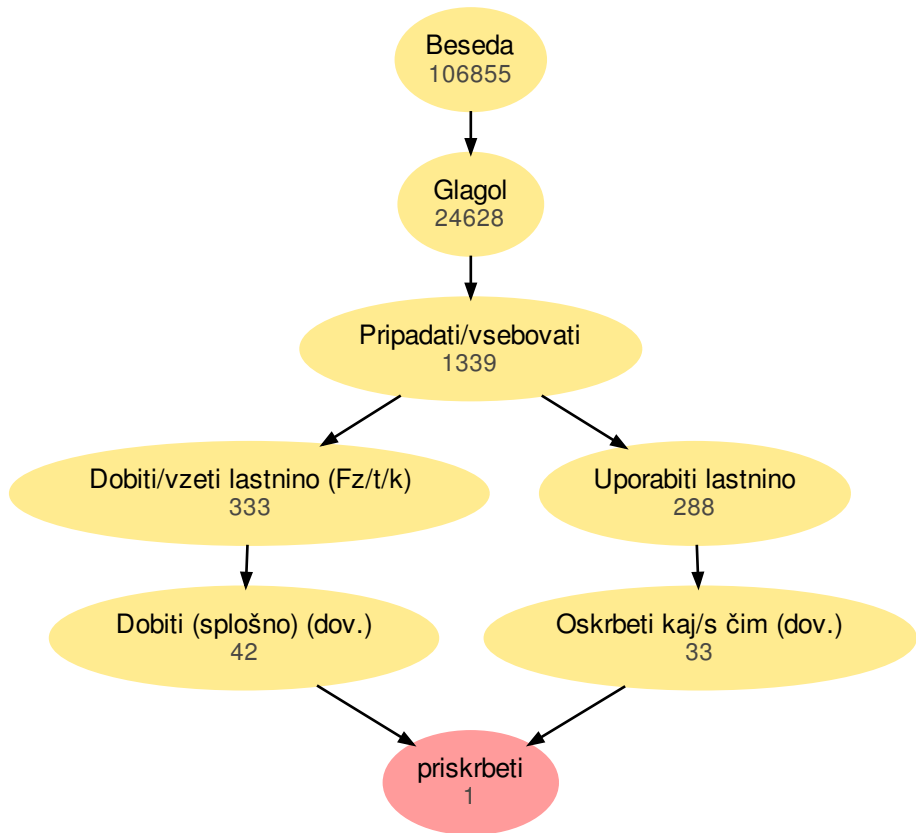 Beseda
106855
Glagol
24628
Pripadati/vsebovati
1339
Dobiti/vzeti lastnino (Fz/t/k)
333
Uporabiti lastnino
288
Dobiti (splošno) (dov.)
42
Oskrbeti kaj/s čim (dov.)
33
priskrbeti
1